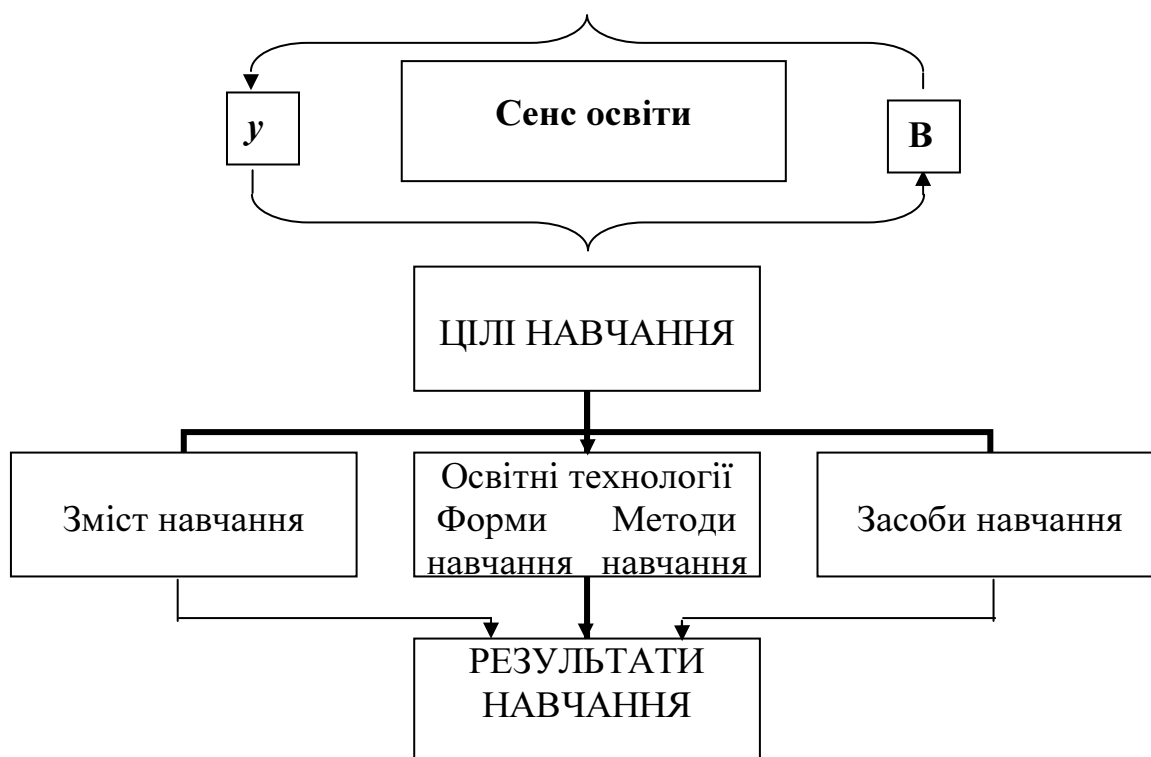 Сенс освіти
у
В
ЦІЛІ НАВЧАННЯ
Зміст навчання
Освітні технології
Форми Методи
навчання навчання
Засоби навчання
РЕЗУЛЬТАТИ
НАВЧАННЯ